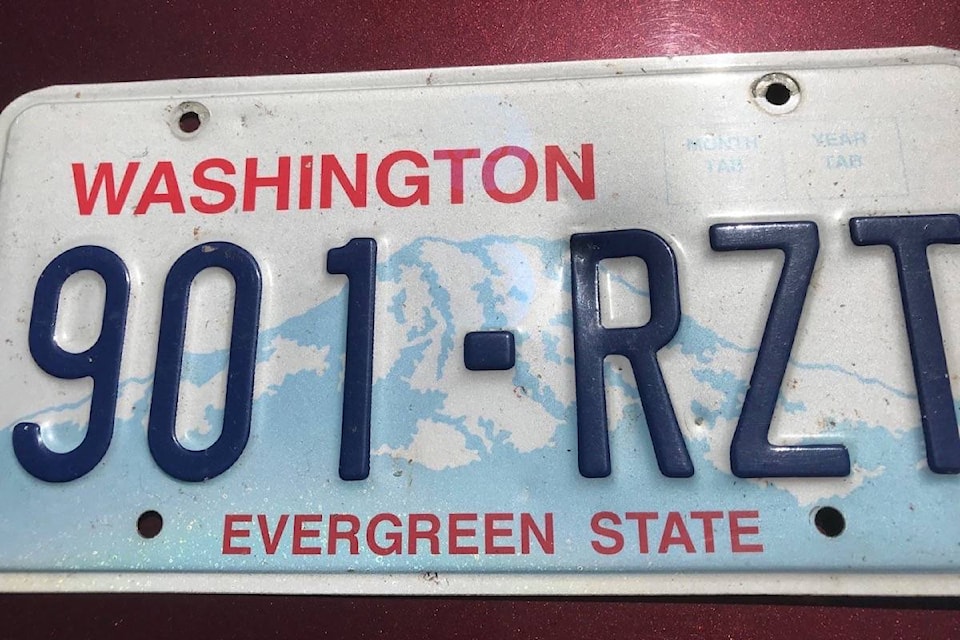 WASHINGTON
MONTH TAB
YEAR TAB
901-RZT
EVERGREEN STATE